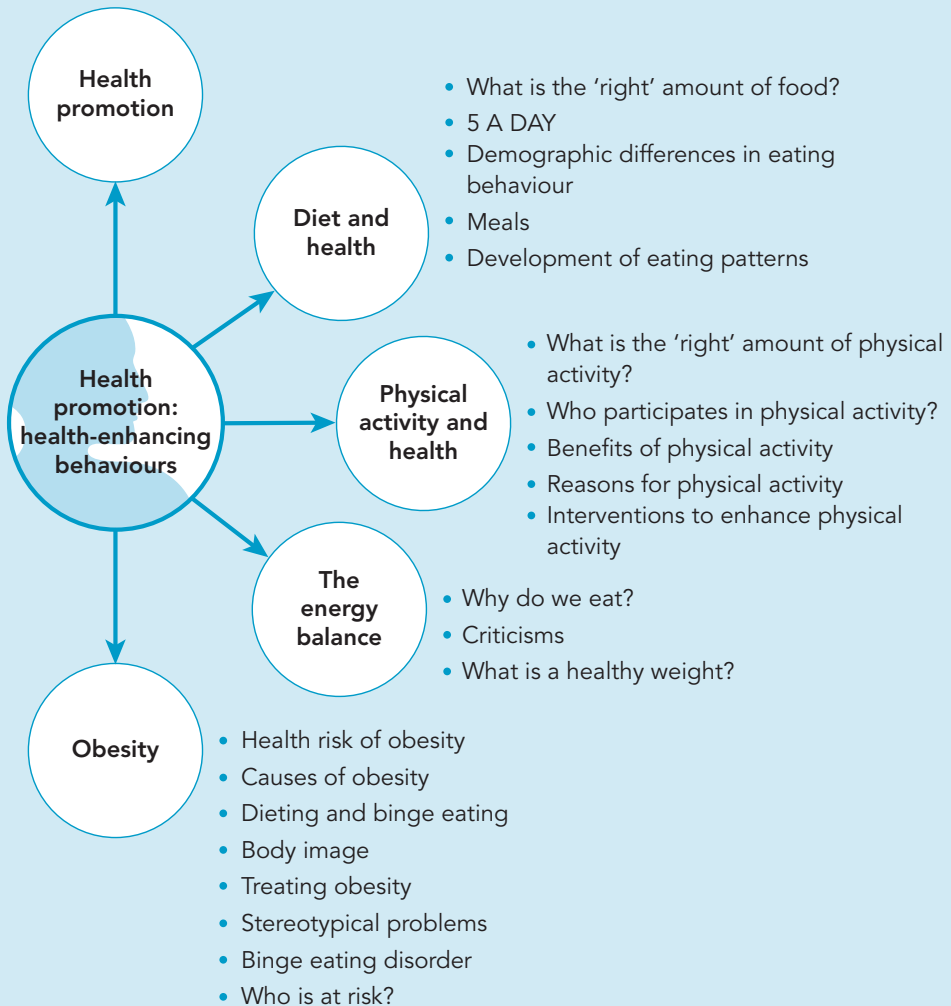 Health
promotion
• What is the ‘right’ amount of food?
• 5 A DAY
• Demographic differences in eating
behaviour
• Meals
• Development of eating patterns
Diet and
health
Health
promotion:
health-enhancing
behaviours
Physical
activity and
health
• What is the ‘right’ amount of physical
activity?
• Who participates in physical activity?
• Benefits of physical activity
• Reasons for physical activity
• Interventions to enhance physical
activity
The
energy
balance
• Why do we eat?
• Criticisms
• What is a healthy weight?
Obesity
• Health risk of obesity
• Causes of obesity
• Dieting and binge eating
• Body image
• Treating obesity
• Stereotypical problems
• Binge eating disorder
• Who is at risk?